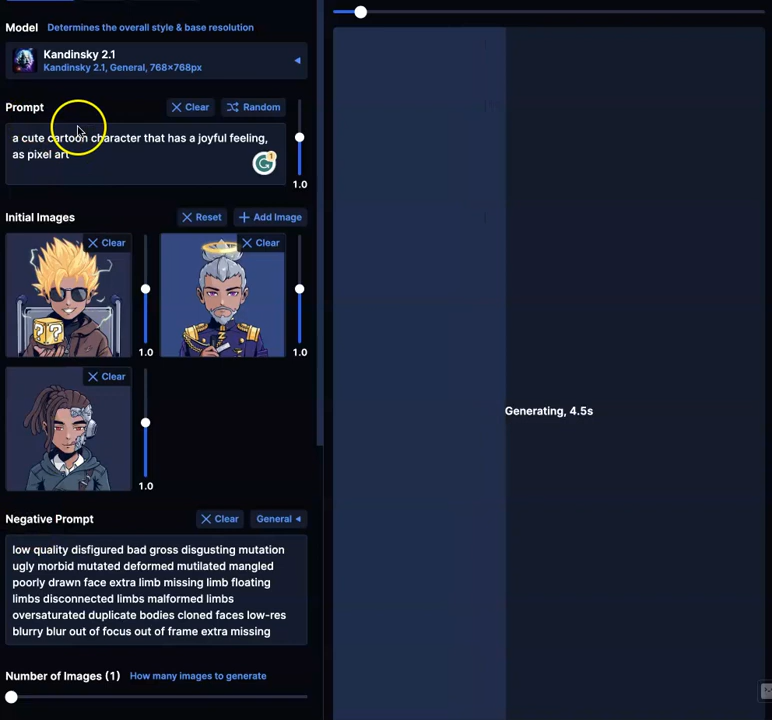 Model Determines the overall style & base resolution
Kandinsky 2.1
Kandinsky 2.1, General, 768×768px
Prompt Clear Random
a cute cartoon character that has a joyful feeling,
as pixel art
1
1.0
Initial Images Reset Add Image
Clear Clear
? ?
Z
1.0 1.0
Clear
1.0
Negative Prompt Clear General
low quality disfigured bad gross disgusting mutation
ugly morbid mutated deformed mutilated mangled
poorly drawn face extra limb missing limb floating
limbs disconnected limbs malformed limbs
oversaturated duplicate bodies cloned faces low-res
blurry blur out of focus out of frame extra missing
Number of Images (1) How many images to generate
Generating, 4.5s